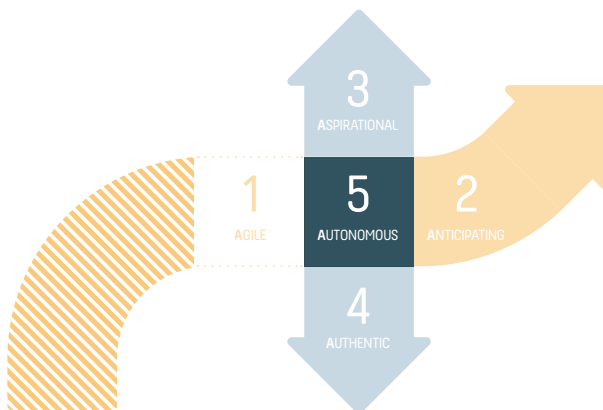 3
ASPIRATIONAL
1
AGILE
5
AUTONOMOUS
2
ANTICIPATING
4
AUTHENTIC